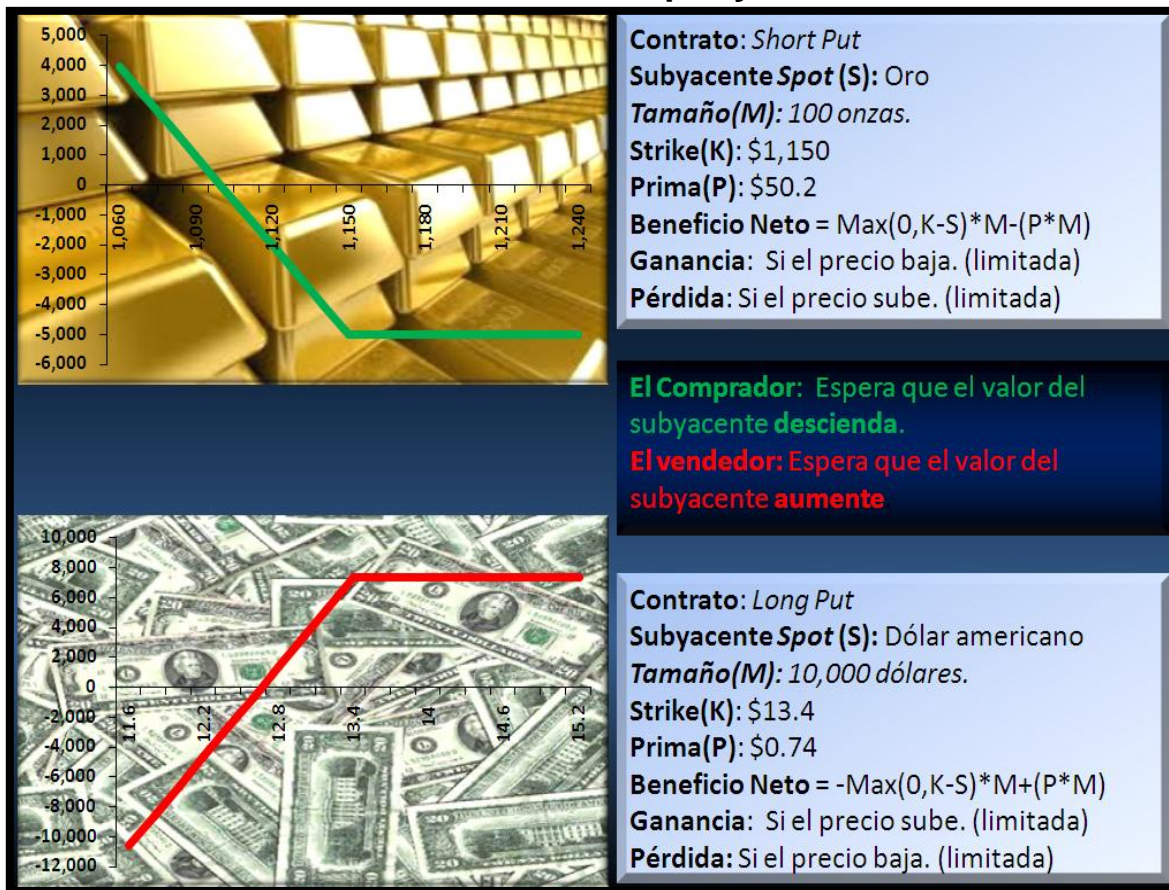 5,000
4,000
3,000
2,000
1,000
0
-1,000
-2,000
-3,000
-4,000
-5,000
-6,000
1,060
1,090
1,120
1,150
1,180
1,210
1,240
Contrato: Short Put
Subyacente Spot (S): Oro
Tamaño(M): 100 onzas.
Strike(K): $1,150
Prima(P): $50.2
Beneficio Neto = Max(0,K-S)*M-(P*M)
Ganancia: Si el precio baja. (limitada)
Pérdida: Si el precio sube. (limitada)
El Comprador: Espera que el valor del
subyacente descienda.
El vendedor: Espera que el valor del
subyacente aumente.
10,000
8,000
6,000
4,000
2,000
0
-2,000
-4,000
-6,000
-8,000
-10,000
-12,000
11.6
12.2
12.8
13.4
14
14.6
15.2
Contrato: Long Put
Subyacente Spot (S): Dólar americano
Tamaño(M): 10,000 dólares.
Strike(K): $13.4
Prima(P): $0.74
Beneficio Neto = -Max(0,K-S)*M+(P*M)
Ganancia: Si el precio sube. (limitada)
Pérdida: Si el precio baja. (limitada)